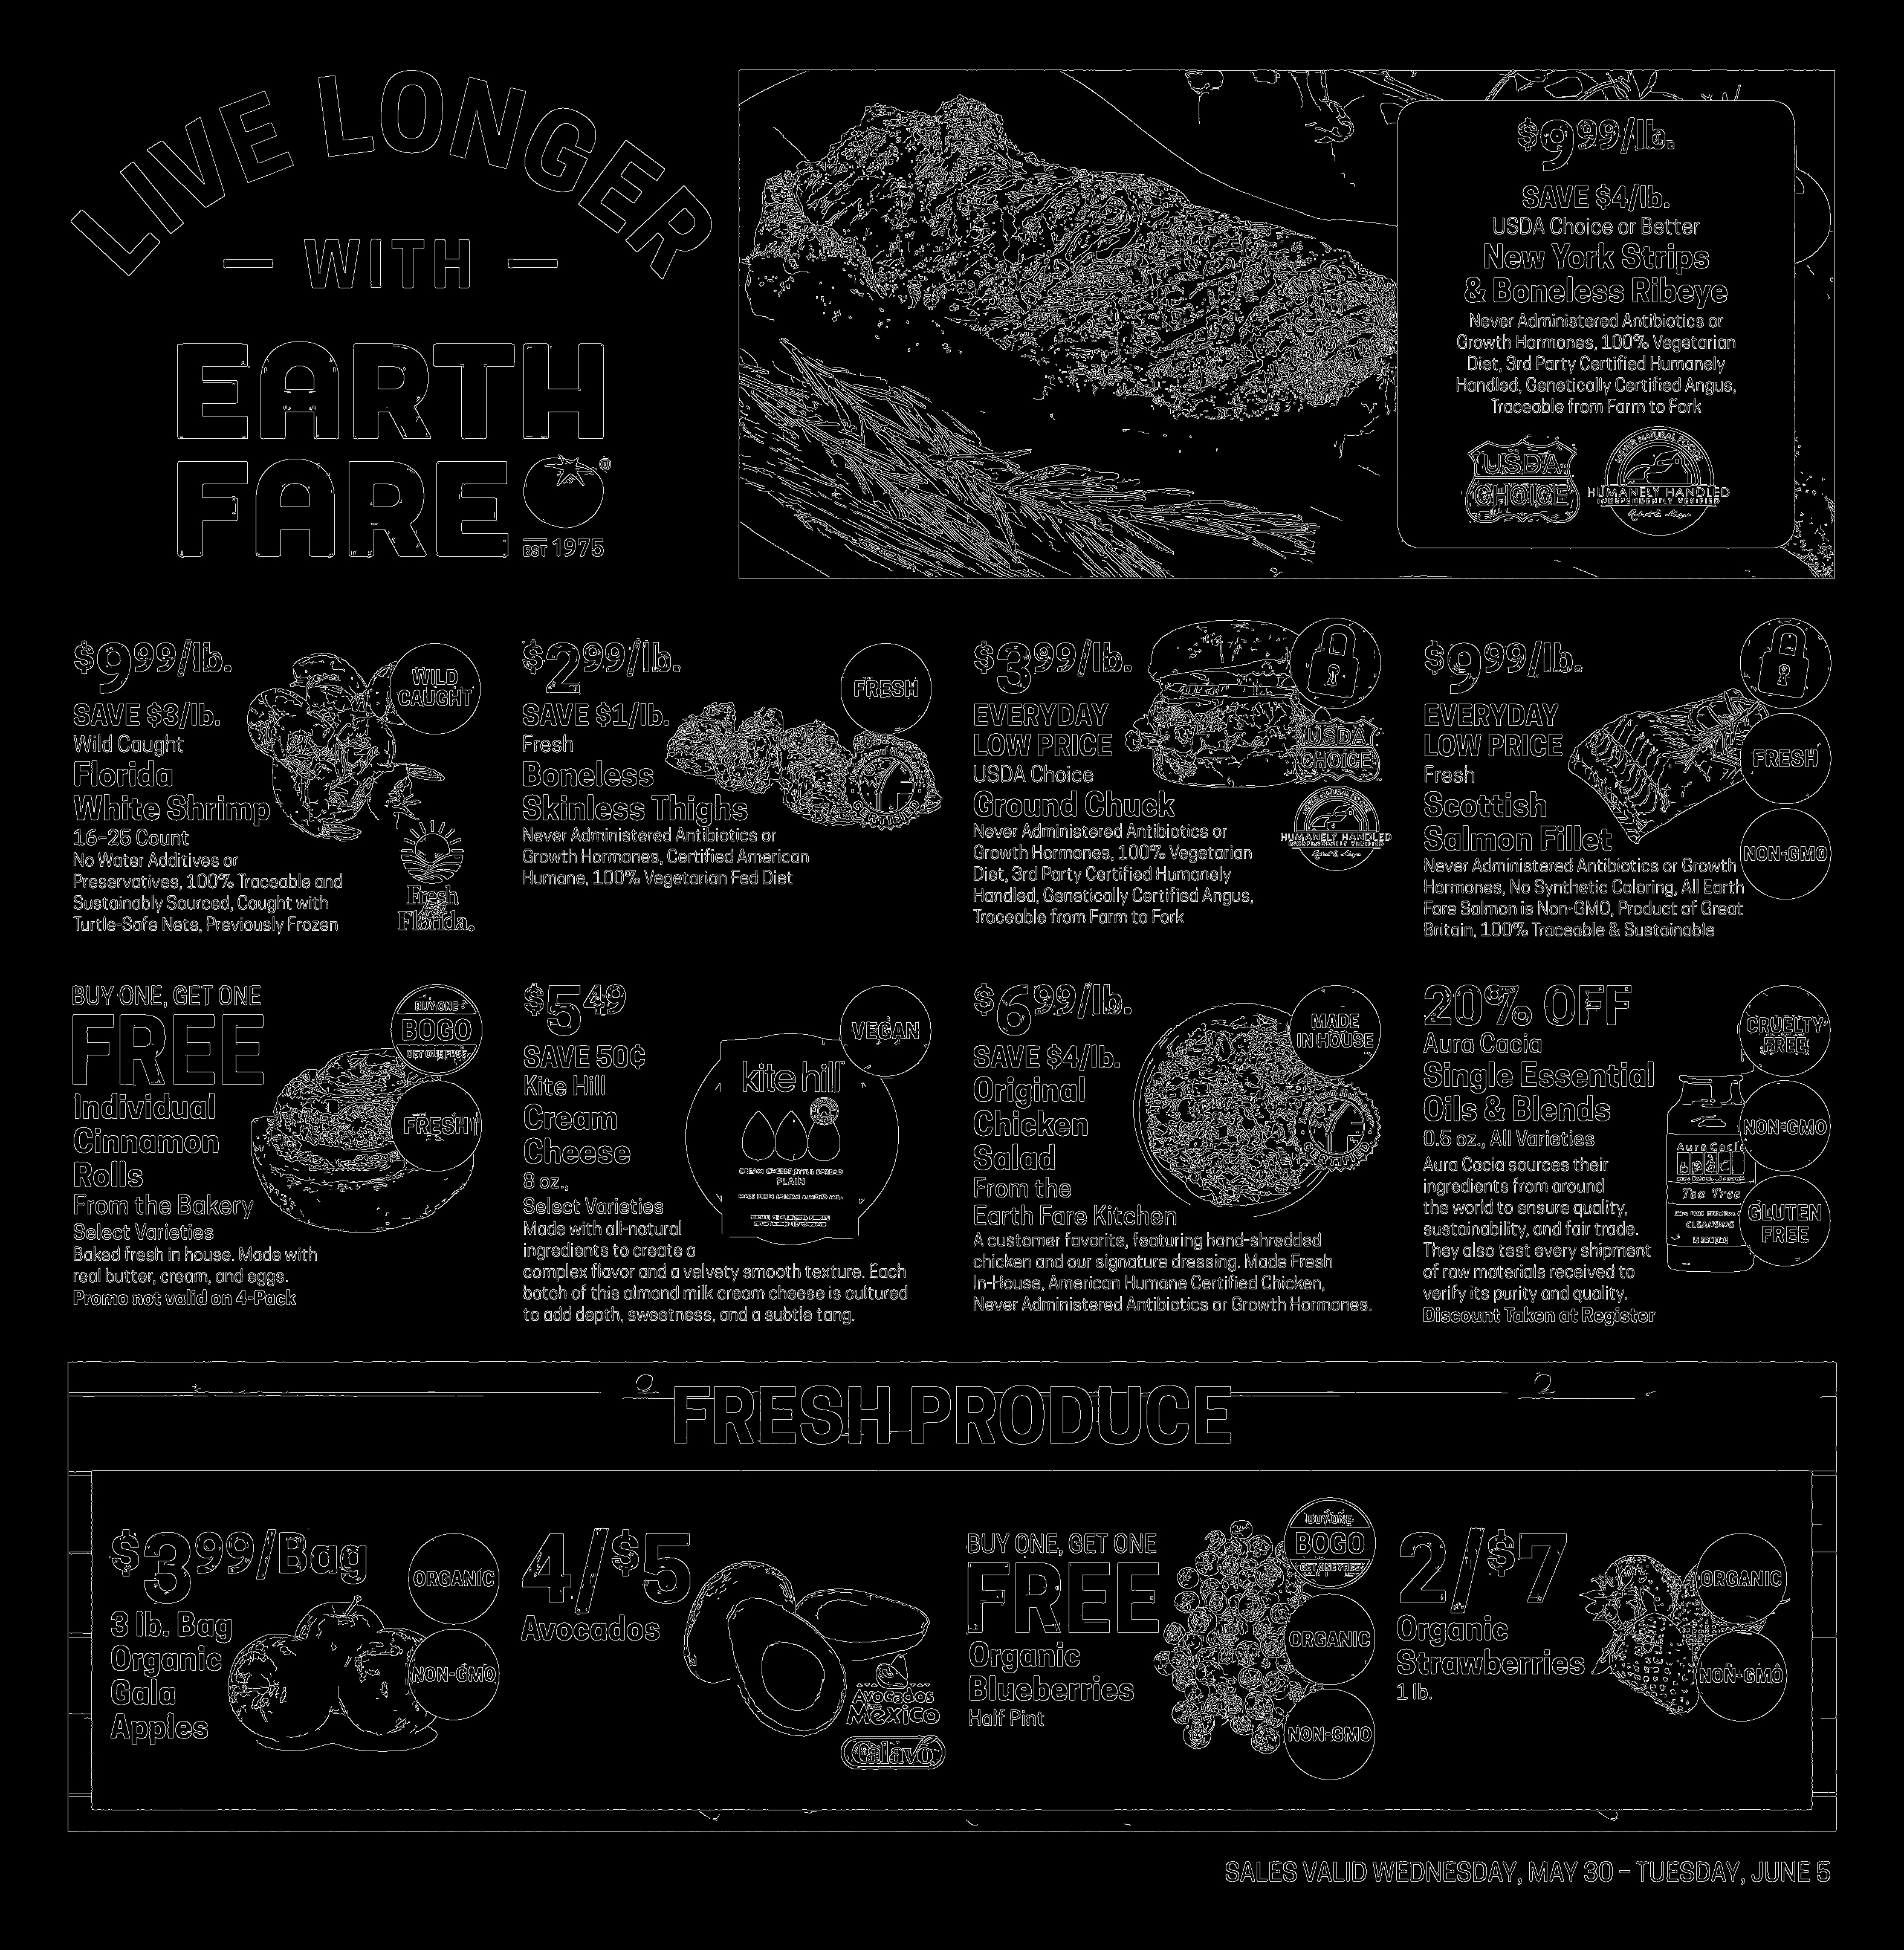 LIVE LONGER
— WITH —
EARTH
FARE®
EST 1975
$9.99/lb.
SAVE $4/lb.
USDA Choice or Better
New York Strips
& Boneless Ribeye
Never Administered Antibiotics or
Growth Hormones, 100% Vegetarian
Diet, 3rd Party Certified Humanely
Handled, Genetically Certified Angus,
Traceable from Farm to Fork
USDA
CHOICE
HUMANELY HANDLED
INDEPENDENTLY VERIFIED
$9.99/lb.
SAVE $3/lb.
Wild Caught
Florida
White Shrimp
16-25 Count
No Water Additives or
Preservatives, 100% Traceable and
Sustainably Sourced, Caught with
Turtle-Safe Nets, Previously Frozen
WILD
CAUGHT
Fresh
Florida.
$2.99/lb.
SAVE $1/lb.
Fresh
Boneless
Skinless Thighs
Never Administered Antibiotics or
Growth Hormones, Certified American
Humane, 100% Vegetarian Fed Diet
FRESH
CERTIFIED
$3.99/lb.
EVERYDAY
LOW PRICE
USDA Choice
Ground Chuck
Never Administered Antibiotics or
Growth Hormones, 100% Vegetarian
Diet, 3rd Party Certified Humanely
Handled, Genetically Certified Angus,
Traceable from Farm to Fork
USDA
CHOICE
HUMANELY HANDLED
INDEPENDENTLY VERIFIED
$9.99/lb.
EVERYDAY
LOW PRICE
Fresh
Scottish
Salmon Fillet
Never Administered Antibiotics or Growth
Hormones, No Synthetic Coloring, All Earth
Fare Salmon is Non-GMO, Product of Great
Britain, 100% Traceable & Sustainable
FRESH
NON-GMO
BUY ONE, GET ONE
FREE
Individual
Cinnamon
Rolls
From the Bakery
Select Varieties
Baked fresh in house. Made with
real butter, cream, and eggs.
Promo not valid on 4-Pack
BUY ONE
BOGO
GET ONE FREE
FRESH
$5.49
SAVE 50¢
Kite Hill
Cream
Cheese
8 oz.,
Select Varieties
Made with all-natural
ingredients to create a
complex flavor and a velvety smooth texture. Each
batch of this almond milk cream cheese is cultured
to add depth, sweetness, and a subtle tang.
VEGAN
kite hill
CREAM CHEESE STYLE SPREAD
PLAIN
$6.99/lb.
SAVE $4/lb.
Original
Chicken
Salad
From the
Earth Fare Kitchen
A customer favorite, featuring hand-shredded
chicken and our signature dressing. Made Fresh
In-House, American Humane Certified Chicken,
Never Administered Antibiotics or Growth Hormones.
MADE
IN HOUSE
CERTIFIED
20% OFF
Aura Cacia
Single Essential
Oils & Blends
0.5 oz., All Varieties
Aura Cacia sources their
ingredients from around
the world to ensure quality,
sustainability, and fair trade.
They also test every shipment
of raw materials received to
verify its purity and quality.
Discount Taken at Register
CRUELTY
FREE
NON-GMO
GLUTEN
FREE
Aura Cacia
Tea Tree
CLEANSING
FRESH PRODUCE
$3.99/Bag
3 lb. Bag
Organic
Gala
Apples
ORGANIC
NON-GMO
4/$5
Avocados
Avocados
from
Mexico
Calavo
BUY ONE, GET ONE
FREE
Organic
Blueberries
Half Pint
BUY ONE
BOGO
GET ONE FREE
ORGANIC
NON-GMO
2/$7
Organic
Strawberries
1 lb.
ORGANIC
NON-GMO
SALES VALID WEDNESDAY, MAY 30 – TUESDAY, JUNE 5